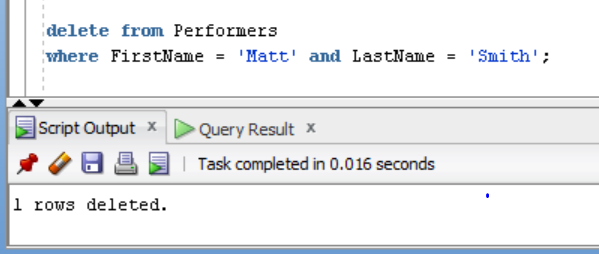 delete from Performers
where FirstName = 'Matt' and LastName = 'Smith';
Script Output x Query Result x
Task completed in 0.016 seconds
1 rows deleted.